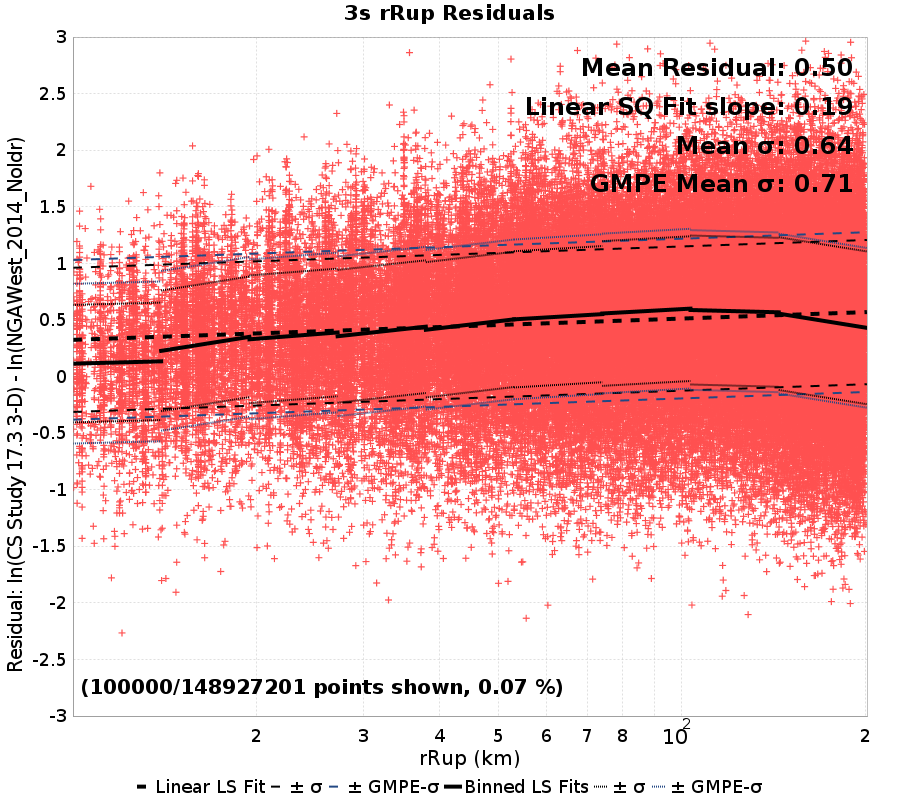 3s rRup Residuals
Mean Residual: 0.50
Linear SQ Fit slope: 0.19
Mean σ: 0.64
GMPE Mean σ: 0.71
3
2.5
2
1.5
1
0.5
0
-0.5
-1
-1.5
-2
-2.5
-3
Residual: ln(CS Study 17.3 3-D) - ln(NGAWest_2014_NoIdr)
(100000/148927201 points shown, 0.07 %)
2 3 4 5 6 7 8 10² 2
rRup (km)
Linear LS Fit ± σ ± GMPE-σ Binned LS Fits ± σ ± GMPE-σ